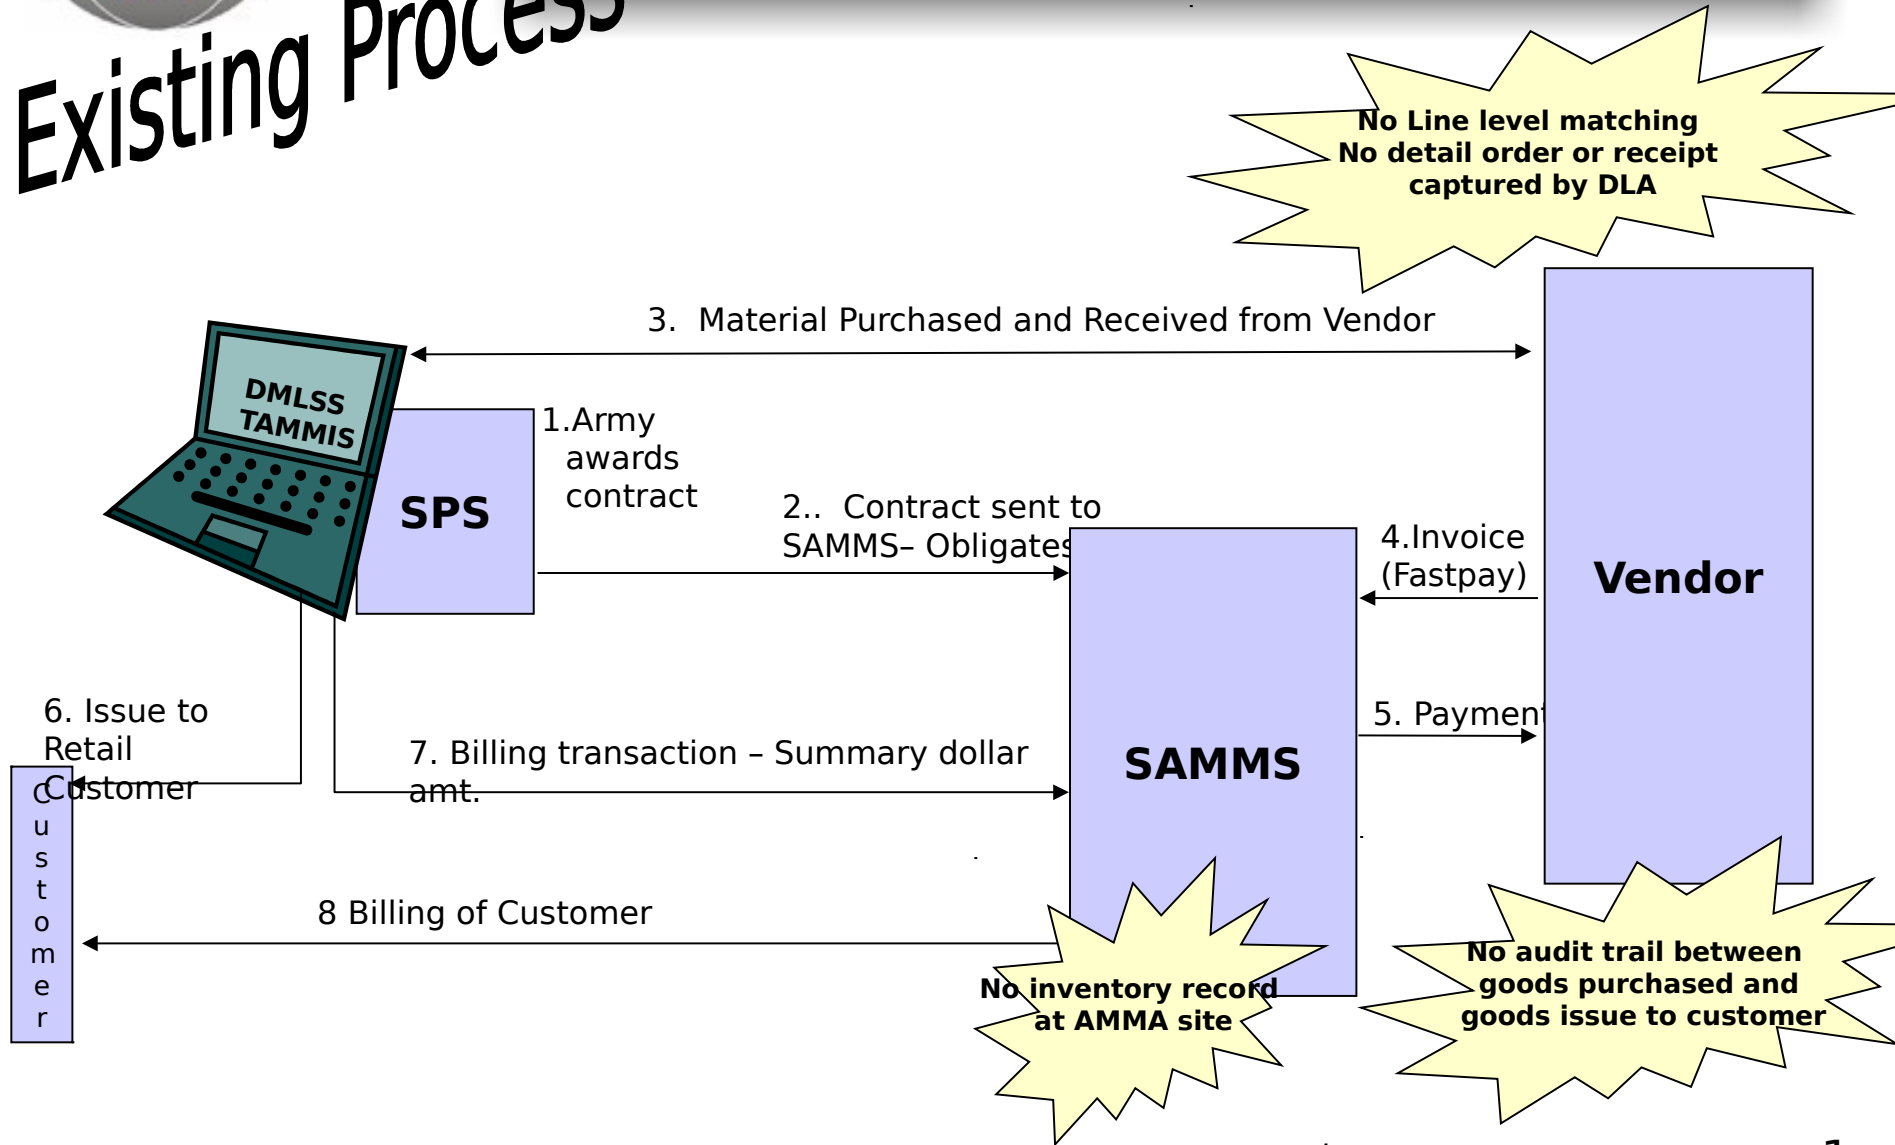 Existing Process
No Line level matching
No detail order or receipt
captured by DLA
3.  Material Purchased and Received from Vendor
DMLSS
TAMMIS
SPS
1.Army
awards
contract
2..  Contract sent to
SAMMS– Obligates
4.Invoice
(Fastpay)
Vendor
5. Payment
SAMMS
6. Issue to
Retail
Customer
7. Billing transaction – Summary dollar
amt.
Customer
8 Billing of Customer
No inventory record
at AMMA site
No audit trail between
goods purchased and
goods issue to customer